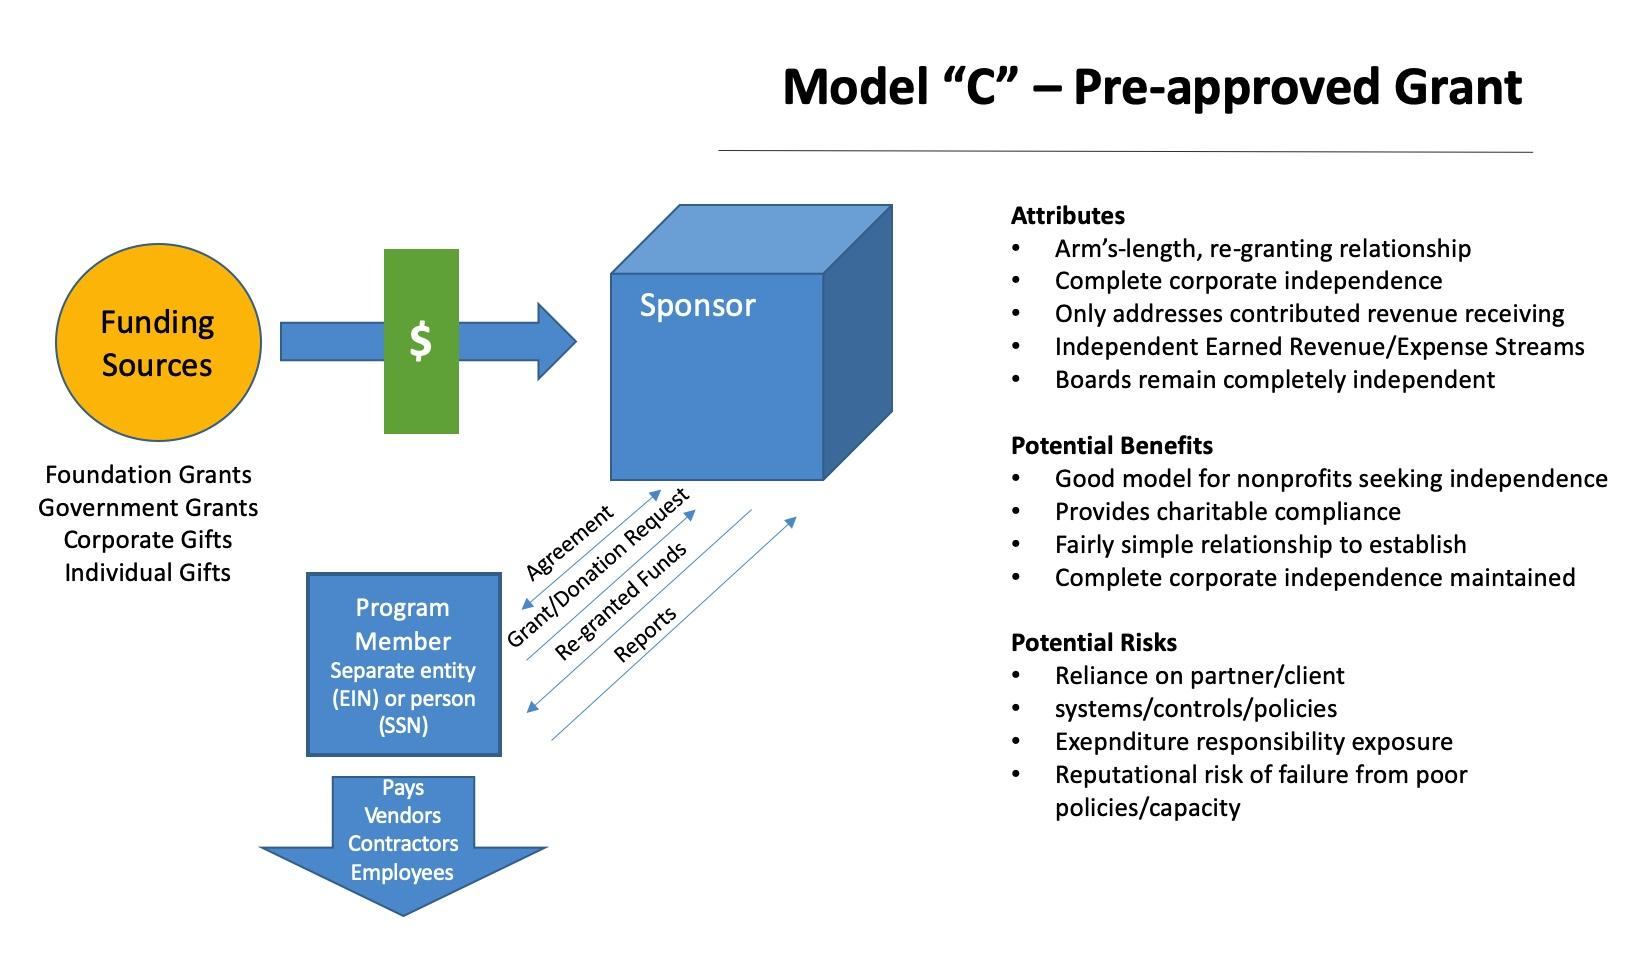 Model “C” – Pre-approved Grant
Funding
Sources
$
Sponsor
Foundation Grants
Government Grants
Corporate Gifts
Individual Gifts
Agreement
Grant/Donation Request
Re-granted Funds
Reports
Program
Member
Separate entity
(EIN) or person
(SSN)
Pays
Vendors
Contractors
Employees
Attributes
• Arm’s-length, re-granting relationship
• Complete corporate independence
• Only addresses contributed revenue receiving
• Independent Earned Revenue/Expense Streams
• Boards remain completely independent
Potential Benefits
• Good model for nonprofits seeking independence
• Provides charitable compliance
• Fairly simple relationship to establish
• Complete corporate independence maintained
Potential Risks
• Reliance on partner/client
• systems/controls/policies
• Exepnditure responsibility exposure
• Reputational risk of failure from poor
policies/capacity